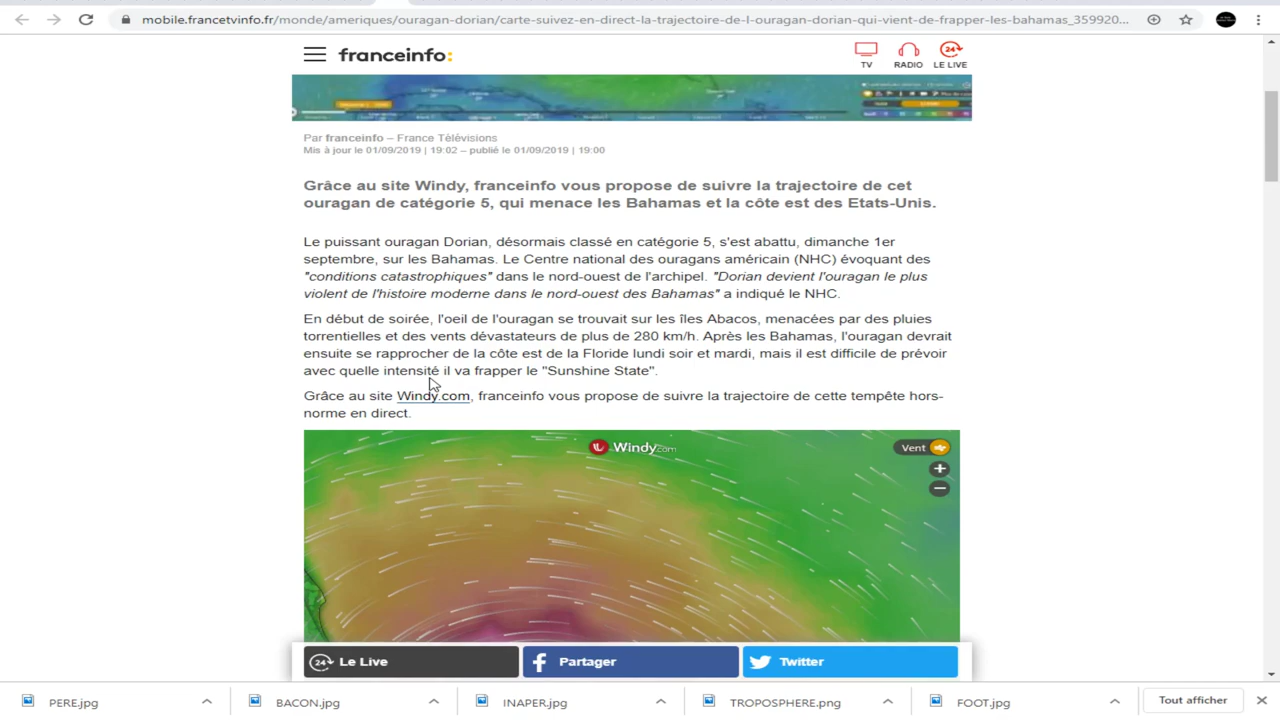 mobile.francetvinfo.fr/monde/ameriques/ouragan-dorian/carte-suivez-en-direct-la-trajectoire-de-l-ouragan-dorian-qui-vient-de-frapper-les-bahamas_359920...
franceinfo:
TV RADIO LE LIVE
Par franceinfo – France Télévisions
Mis à jour le 01/09/2019 | 19:02 – publié le 01/09/2019 | 19:00
Grâce au site Windy, franceinfo vous propose de suivre la trajectoire de cet
ouragan de catégorie 5, qui menace les Bahamas et la côte est des Etats-Unis.
Le puissant ouragan Dorian, désormais classé en catégorie 5, s'est abattu, dimanche 1er
septembre, sur les Bahamas. Le Centre national des ouragans américain (NHC) évoquant des
"conditions catastrophiques" dans le nord-ouest de l'archipel. "Dorian devient l'ouragan le plus
violent de l'histoire moderne dans le nord-ouest des Bahamas" a indiqué le NHC.
En début de soirée, l'oeil de l'ouragan se trouvait sur les îles Abacos, menacées par des pluies
torrentielles et des vents dévastateurs de plus de 280 km/h. Après les Bahamas, l'ouragan devrait
ensuite se rapprocher de la côte est de la Floride lundi soir et mardi, mais il est difficile de prévoir
avec quelle intensité il va frapper le "Sunshine State".
Grâce au site Windy.com, franceinfo vous propose de suivre la trajectoire de cette tempête hors-
norme en direct.
Windy.com
Vent
+
−
24 Le Live
Partager
Twitter
PERE.jpg
BACON.jpg
INAPER.jpg
TROPOSPHERE.png
FOOT.jpg
Tout afficher